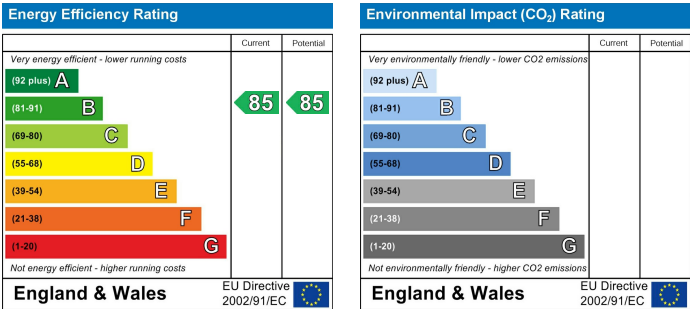 Energy Efficiency Rating
Current Potential
Very energy efficient - lower running costs
(92 plus) A
(81-91) B
85 85
(69-80) C
(55-68) D
(39-54) E
(21-38) F
(1-20) G
Not energy efficient - higher running costs
England & Wales
EU Directive
2002/91/EC
Environmental Impact (CO₂) Rating
Current Potential
Very environmentally friendly - lower CO2 emissions
(92 plus) A
(81-91) B
(69-80) C
(55-68) D
(39-54) E
(21-38) F
(1-20) G
Not environmentally friendly - higher CO2 emissions
England & Wales
EU Directive
2002/91/EC